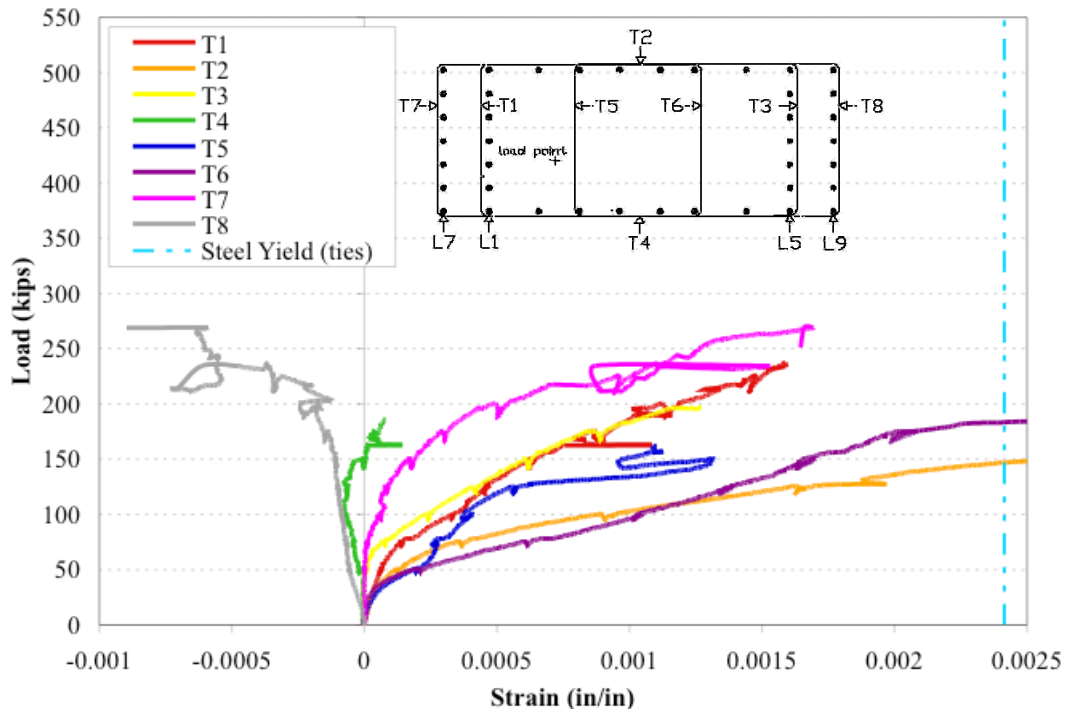 550
500
450
400
350
300
250
200
150
100
50
0
Load (kips)
T1
T2
T3
T4
T5
T6
T7
T8
Steel Yield (ties)
T2
T7 T1 T5 T6 T3 T8
load point
L7 L1 T4 L5 L9
-0.001 -0.0005 0 0.0005 0.001 0.0015 0.002 0.0025
Strain (in/in)